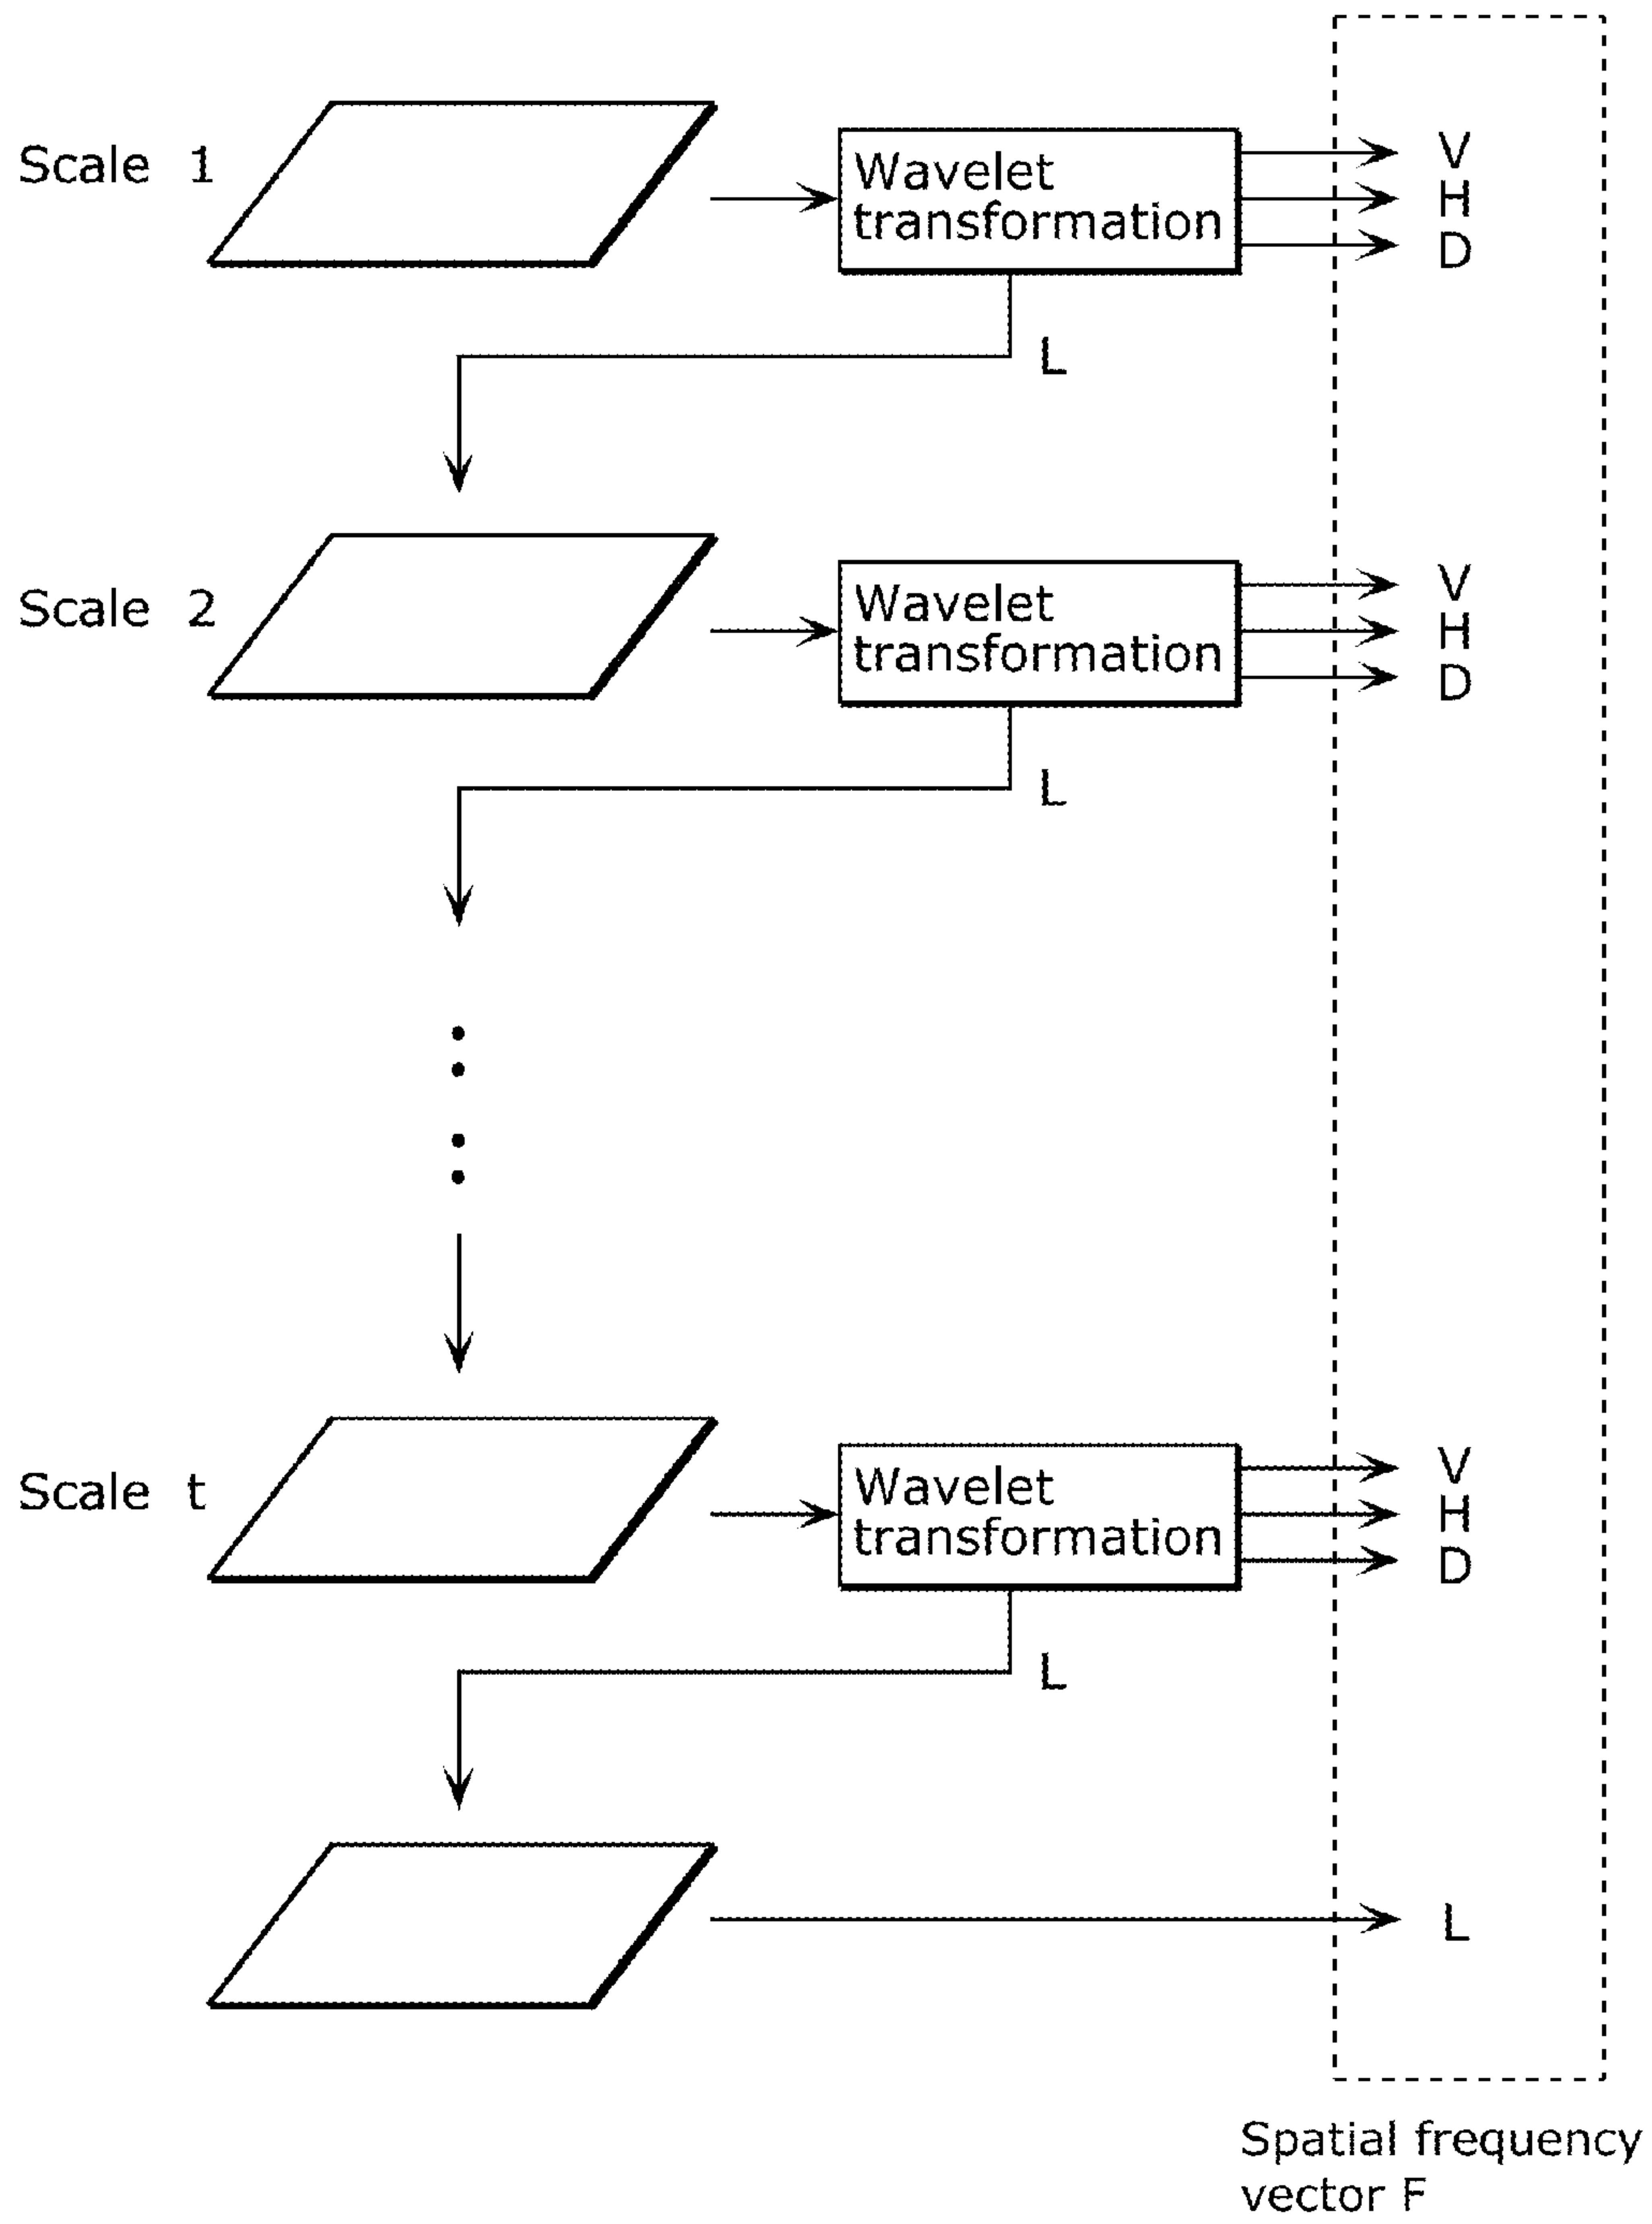 Scale 1
Wavelet
transformation
V
H
D
L
Scale 2
Wavelet
transformation
V
H
D
L
Scale t
Wavelet
transformation
V
H
D
L
L
Spatial frequency
vector F